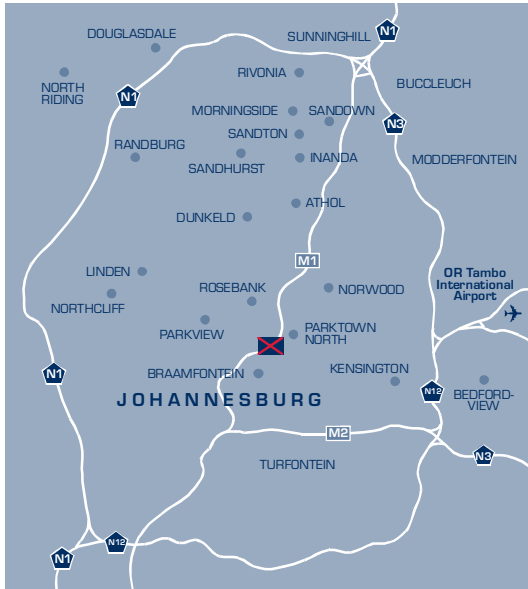 DOUGLASDALE
SUNNINGHILL
N1
NORTH
RIDING
N1
RIVONIA
BUCCLEUCH
MORNINGSIDE
SANDOWN
N3
SANDTON
RANDBURG
SANDHURST
INANDA
MODDERFONTEIN
ATHOL
DUNKELD
M1
LINDEN
OR Tambo
International
Airport
NORTHCLIFF
ROSEBANK
NORWOOD
PARKVIEW
PARKTOWN
NORTH
N1
BRAAMFONTEIN
KENSINGTON
N12
BEDFORD-
VIEW
JOHANNESBURG
M2
N3
TURFONTEIN
N12
N1